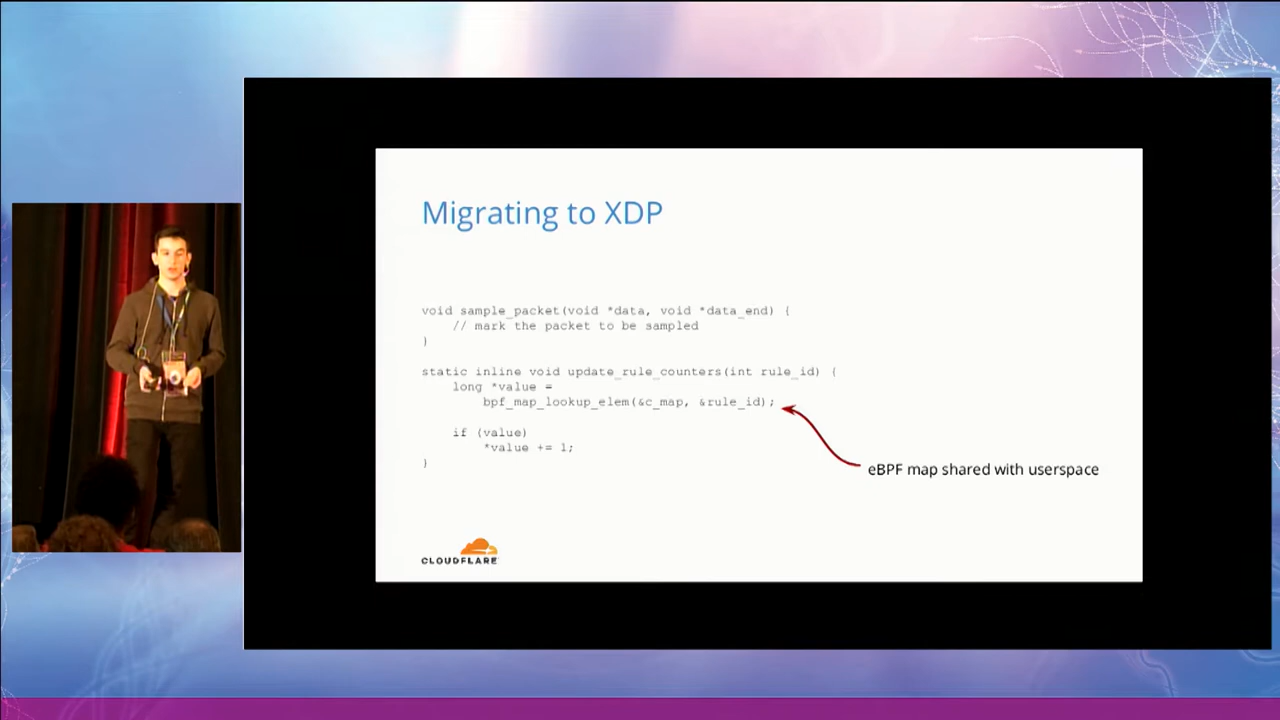 Migrating to XDP
void sample_packet(void *data, void *data_end) {
// mark the packet to be sampled
}
static inline void update_rule_counters(int rule_id) {
long *value =
bpf_map_lookup_elem(&c_map, &rule_id);
if (value)
*value += 1;
}
eBPF map shared with userspace
CLOUDFLARE